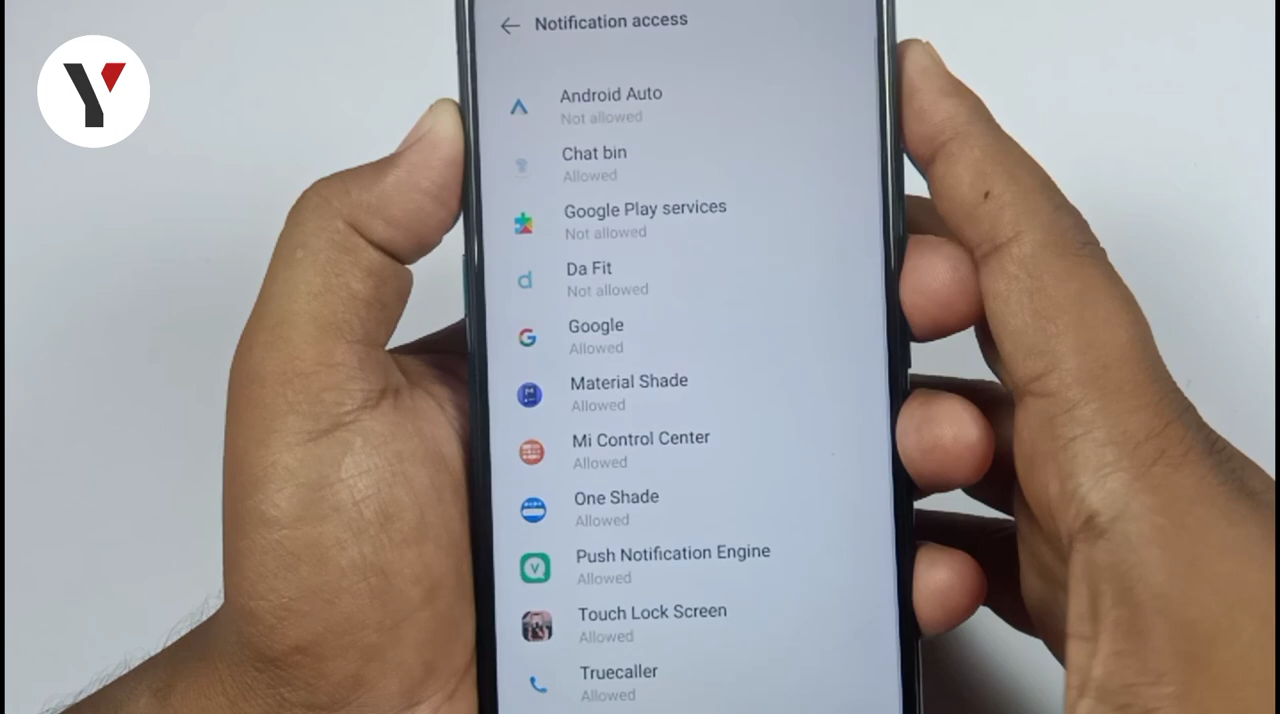 Y
Notification access
Android Auto
Not allowed
Chat bin
Allowed
Google Play services
Not allowed
Da Fit
Not allowed
Google
Allowed
Material Shade
Allowed
Mi Control Center
Allowed
One Shade
Allowed
Push Notification Engine
Allowed
Touch Lock Screen
Allowed
Truecaller
Allowed